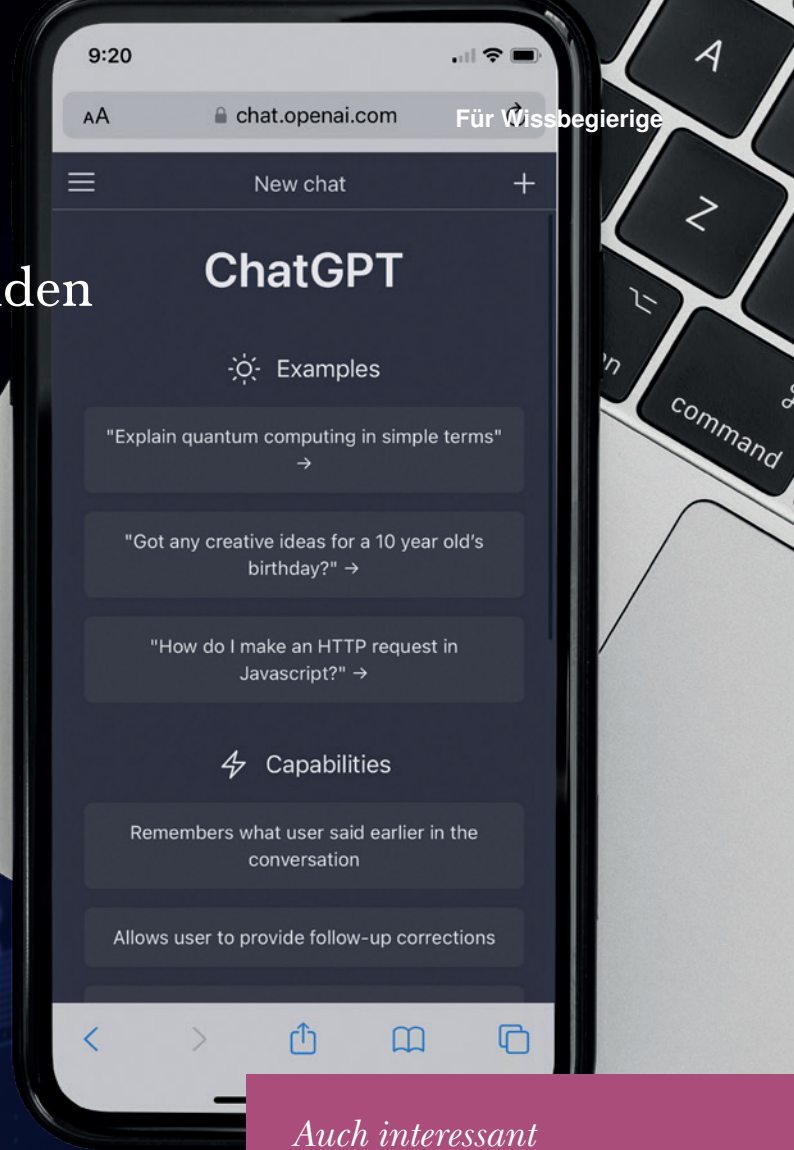 9:20
AA chat.openai.com
Für Wissbegierige
New chat
ChatGPT
Examples
"Explain quantum computing in simple terms"
→
"Got any creative ideas for a 10 year old's
birthday?" →
"How do I make an HTTP request in
Javascript?" →
Capabilities
Remembers what user said earlier in the
conversation
Allows user to provide follow-up corrections
A
Z
command
Auch interessant